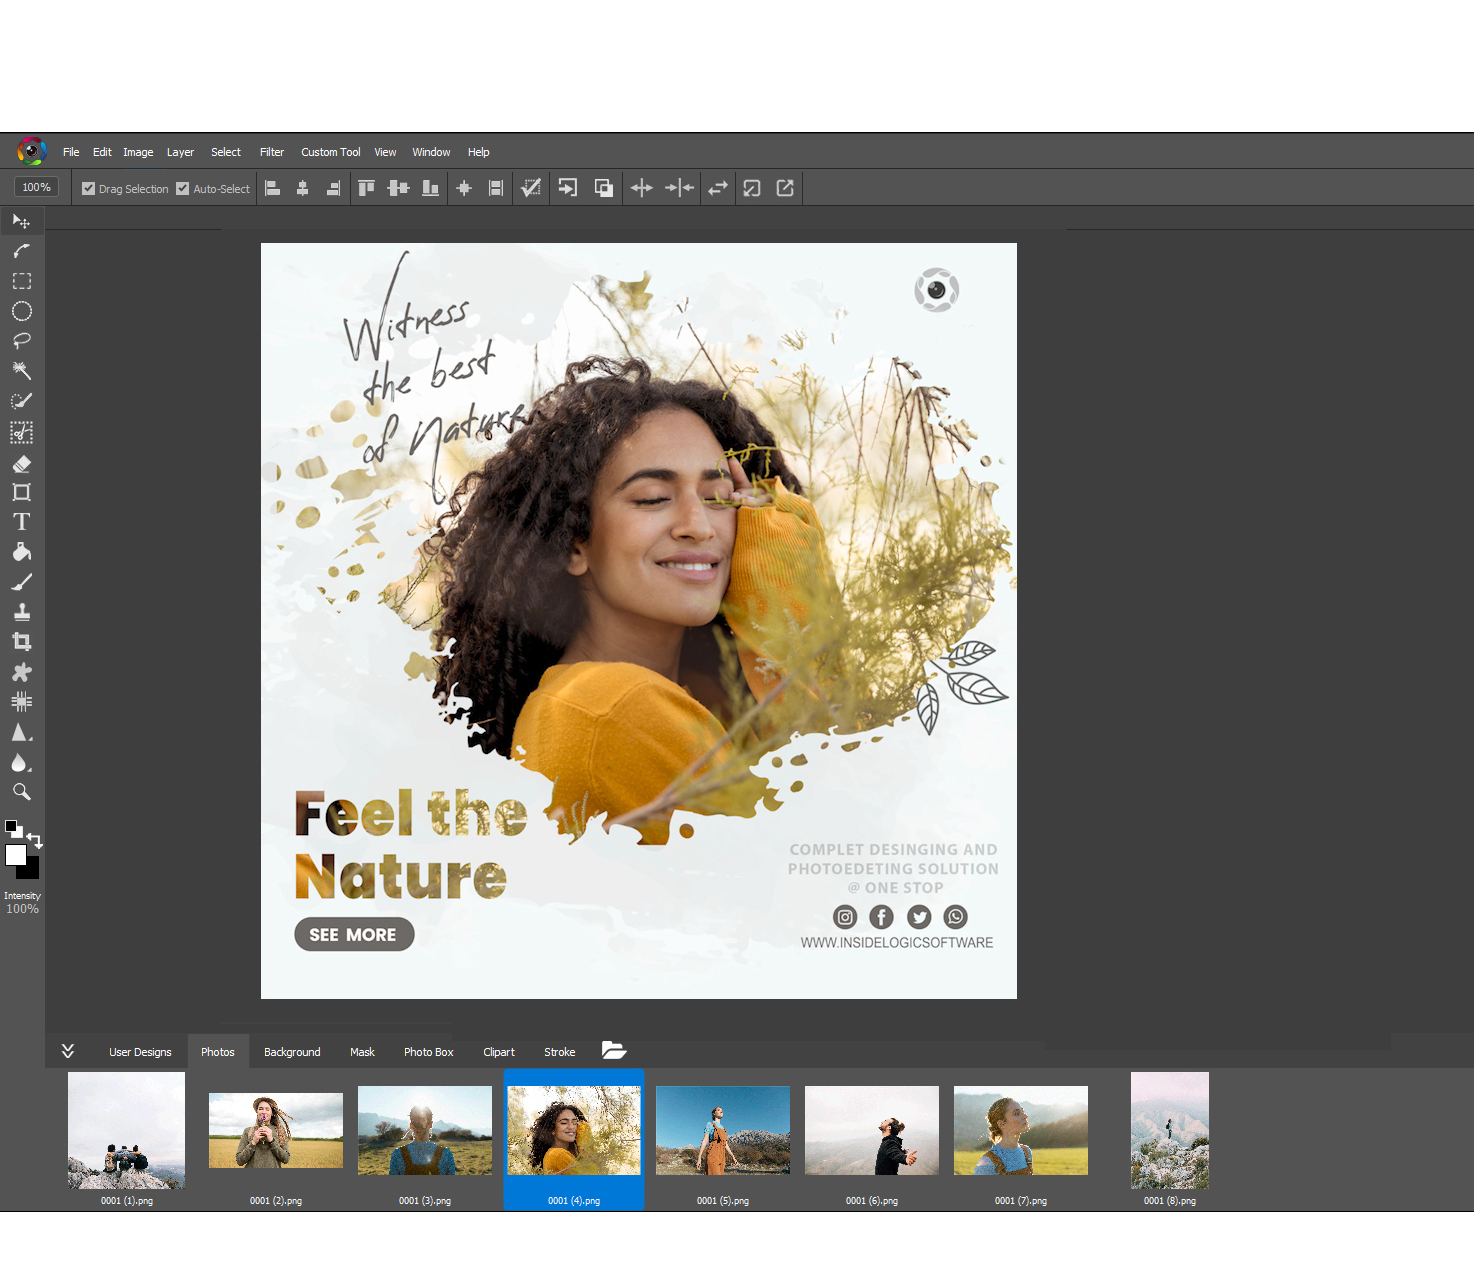 File Edit Image Layer Select Filter Custom Tool View Window Help
100% Drag Selection Auto-Select
Witness
the best
of Nature
Feel the
Nature
SEE MORE
COMPLET DESINGING AND
PHOTOEDETING SOLUTION
@ ONE STOP
WWW.INSIDELOGICSOFTWARE
T
Intensity
100%
User Designs Photos Background Mask Photo Box Clipart Stroke
0001 (1).png 0001 (2).png 0001 (3).png 0001 (4).png 0001 (5).png 0001 (6).png 0001 (7).png 0001 (8).png